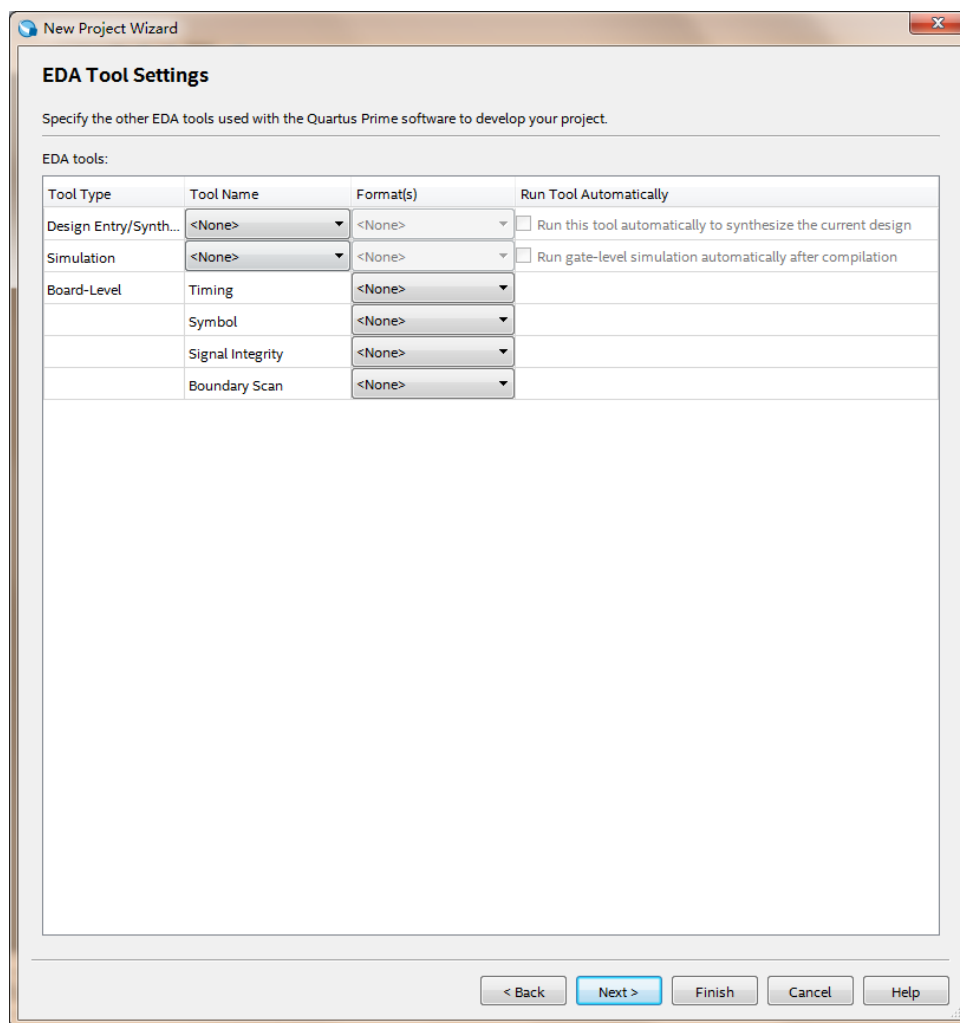 New Project Wizard
EDA Tool Settings
Specify the other EDA tools used with the Quartus Prime software to develop your project.
EDA tools:
Tool Type Tool Name Format(s) Run Tool Automatically
Design Entry/Synth... <None> <None> Run this tool automatically to synthesize the current design
Simulation <None> <None> Run gate-level simulation automatically after compilation
Board-Level Timing <None>
Symbol <None>
Signal Integrity <None>
Boundary Scan <None>
< Back Next > Finish Cancel Help